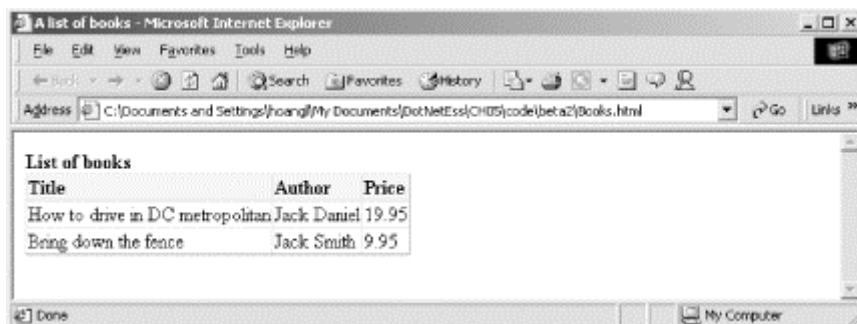 A list of books - Microsoft Internet Explorer
File Edit View Favorites Tools Help
Back Search Favorites History
Address C:\Documents and Settings\hoangl\My Documents\DotNetEss\CH05\code\beta2\Books.html Go Links »
List of books
Title Author Price
How to drive in DC metropolitan Jack Daniel 19.95
Bring down the fence Jack Smith 9.95
Done My Computer